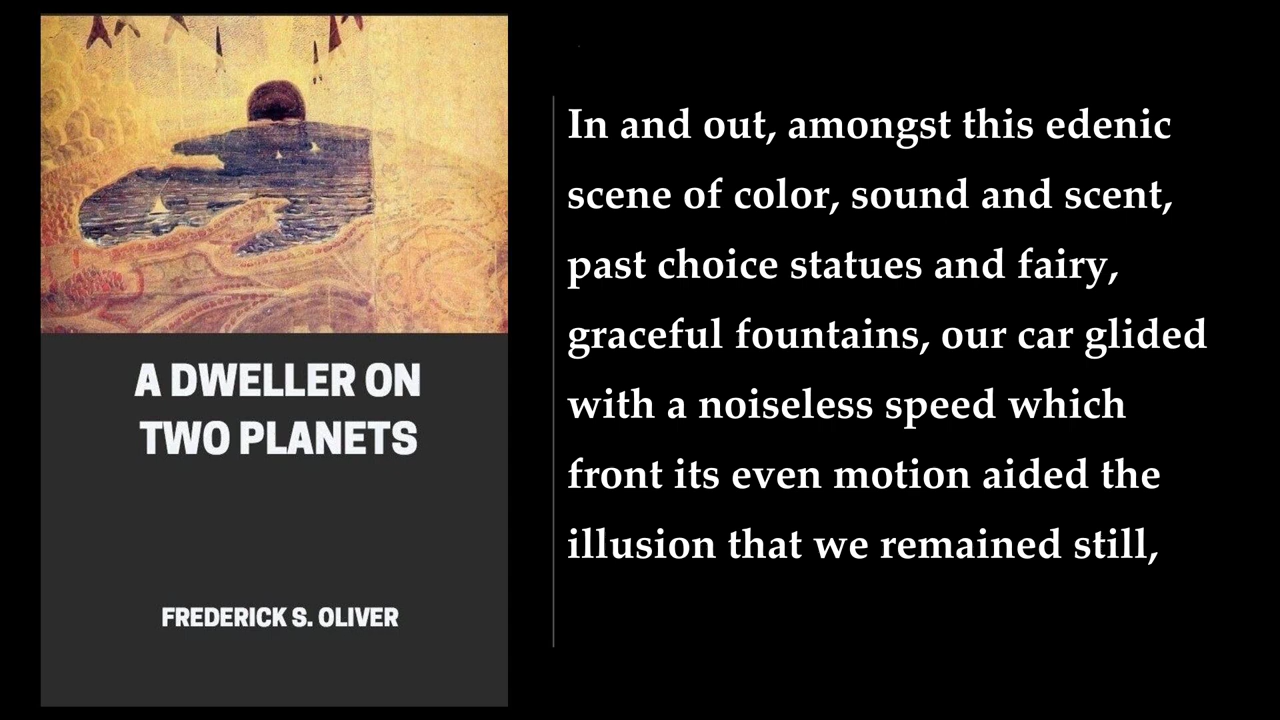 A DWELLER ON
TWO PLANETS
FREDERICK S. OLIVER
In and out, amongst this edenic
scene of color, sound and scent,
past choice statues and fairy,
graceful fountains, our car glided
with a noiseless speed which
front its even motion aided the
illusion that we remained still,